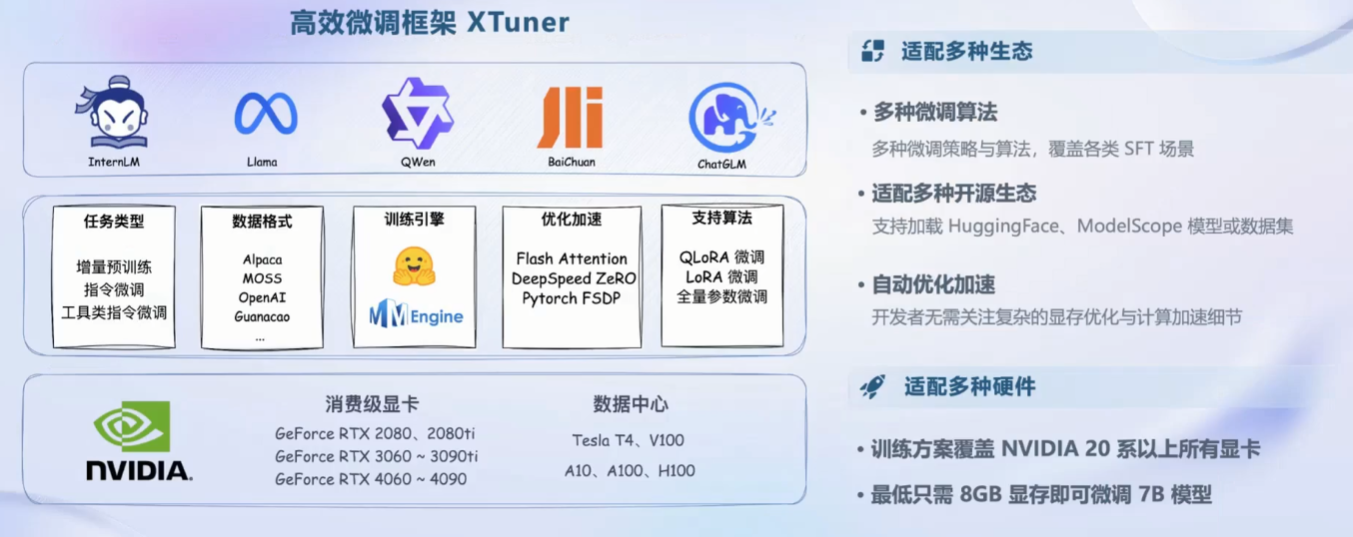 高效微调框架 XTuner
InternLM
Llama
QWen
BaiChuan
ChatGLM
任务类型
增量预训练
指令微调
工具类指令微调
数据格式
Alpaca
MOSS
OpenAI
Guanacao
...
训练引擎
MMEngine
优化加速
Flash Attention
DeepSpeed ZeRO
Pytorch FSDP
支持算法
QLoRA 微调
LoRA 微调
全量参数微调
NVIDIA.
消费级显卡
GeForce RTX 2080、2080ti
GeForce RTX 3060 ~ 3090ti
GeForce RTX 4060 ~ 4090
数据中心
Tesla T4、V100
A10、A100、H100
适配多种生态
• 多种微调算法
多种微调策略与算法，覆盖各类 SFT 场景
• 适配多种开源生态
支持加载 HuggingFace、ModelScope 模型或数据集
• 自动优化加速
开发者无需关注复杂的显存优化与计算加速细节
适配多种硬件
• 训练方案覆盖 NVIDIA 20 系以上所有显卡
• 最低只需 8GB 显存即可微调 7B 模型